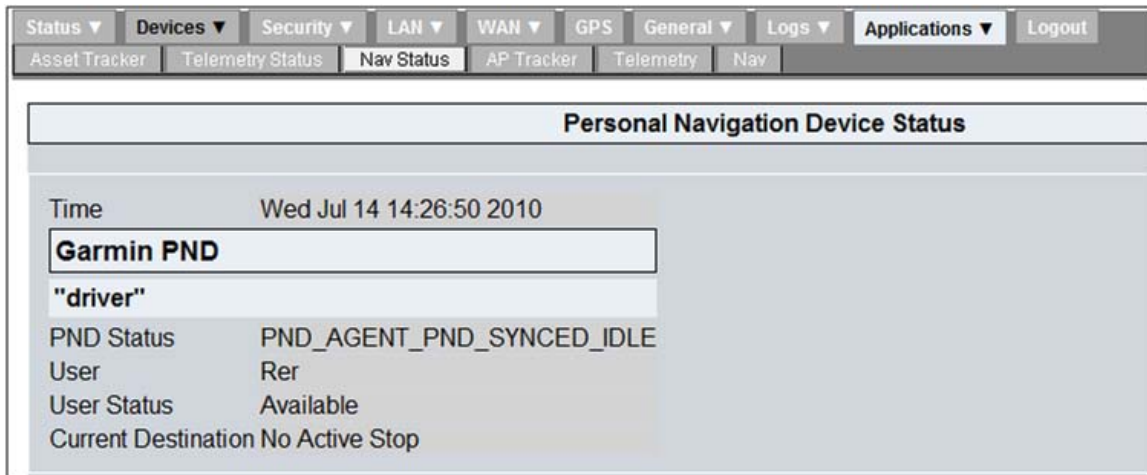 Status ▼ Devices ▼ Security ▼ LAN ▼ WAN ▼ GPS General ▼ Logs ▼ Applications ▼ Logout
Asset Tracker Telemetry Status Nav Status AP Tracker Telemetry Nav
Personal Navigation Device Status
Time Wed Jul 14 14:26:50 2010
Garmin PND
"driver"
PND Status PND_AGENT_PND_SYNCED_IDLE
User Rer
User Status Available
Current Destination No Active Stop